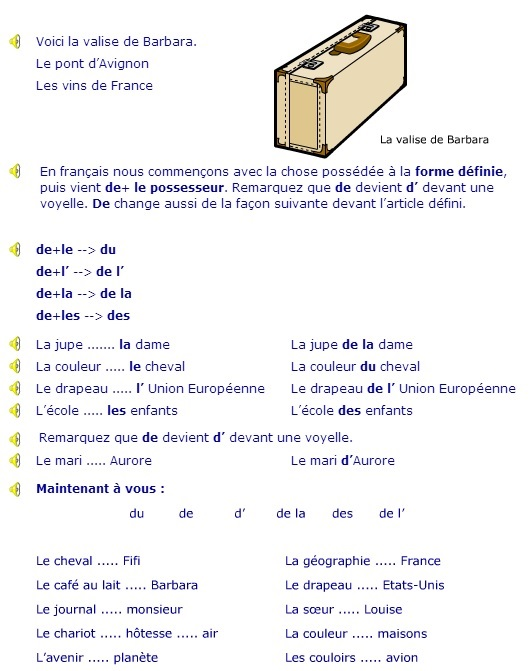 Voici la valise de Barbara.
Le pont d'Avignon
Les vins de France
La valise de Barbara
En français nous commençons avec la chose possédée à la forme définie,
puis vient de+ le possesseur. Remarquez que de devient d' devant une
voyelle. De change aussi de la façon suivante devant l'article défini.
de+le --> du
de+l' --> de l'
de+la --> de la
de+les --> des
La jupe ....... la dame La jupe de la dame
La couleur ..... le cheval La couleur du cheval
Le drapeau ..... l' Union Européenne Le drapeau de l' Union Européenne
L'école ..... les enfants L'école des enfants
Remarquez que de devient d' devant une voyelle.
Le mari ..... Aurore Le mari d'Aurore
Maintenant à vous :
du de d' de la des de l'
Le cheval ..... Fifi La géographie ..... France
Le café au lait ..... Barbara Le drapeau ..... Etats-Unis
Le journal ..... monsieur La sœur ..... Louise
Le chariot ..... hôtesse ..... air La couleur ..... maisons
L'avenir ..... planète Les couloirs ..... avion